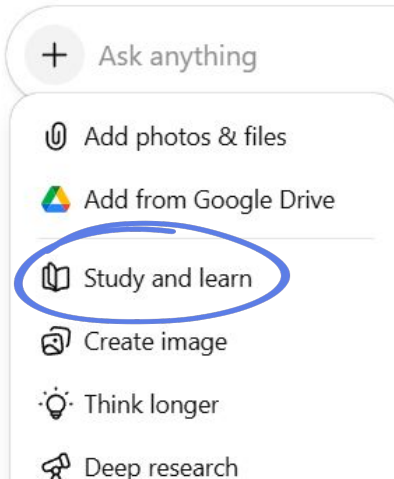 Ask anything
Add photos & files
Add from Google Drive
Study and learn
Create image
Think longer
Deep research